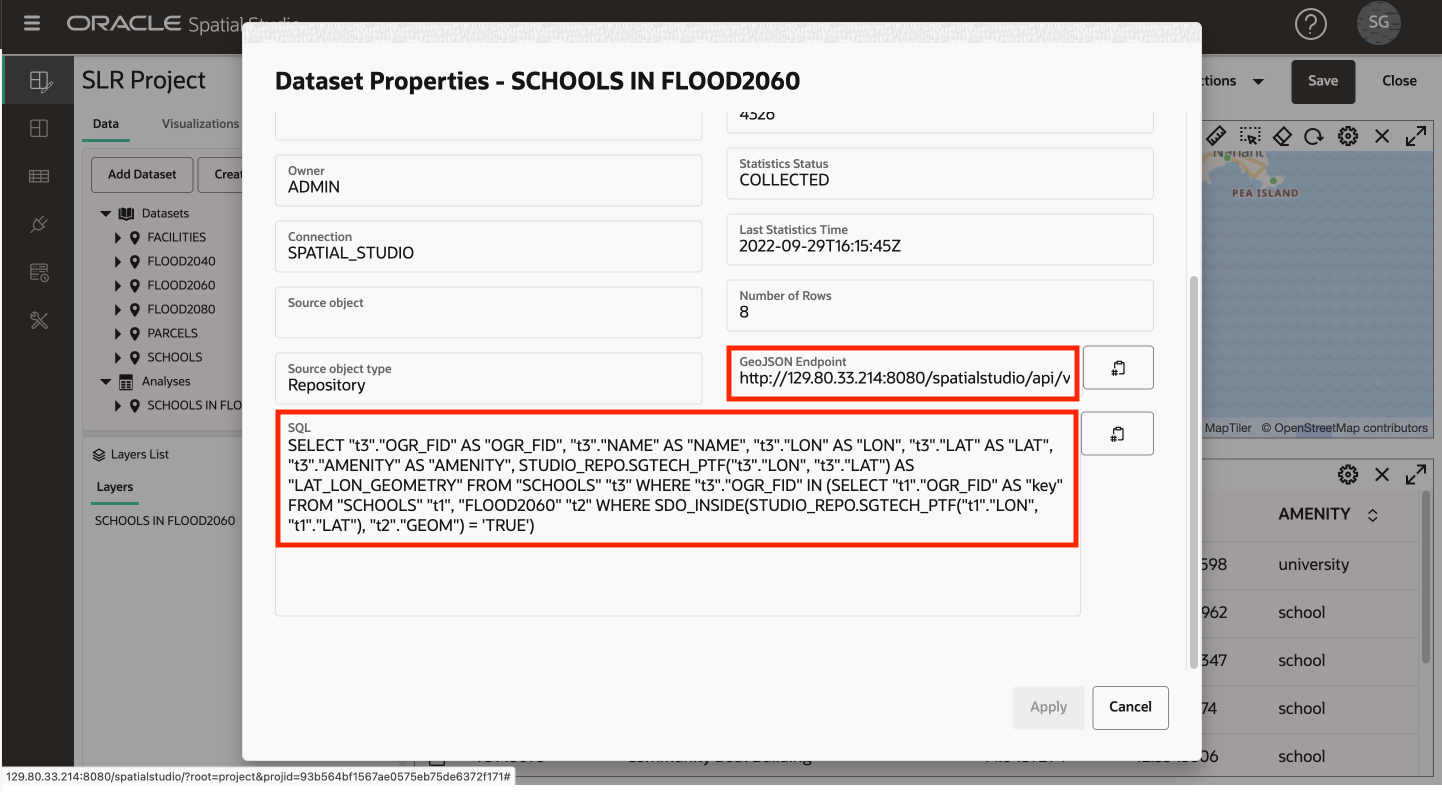 ORACLE Spatial Studio
SG
SLR Project
Save
Close
Data
Visualizations
Add Dataset
Datasets
FACILITIES
FLOOD2040
FLOOD2060
FLOOD2080
PARCELS
SCHOOLS
Analyses
SCHOOLS IN FLO
Layers List
Layers
SCHOOLS IN FLOOD2060
Dataset Properties - SCHOOLS IN FLOOD2060
4326
Owner
ADMIN
Statistics Status
COLLECTED
Connection
SPATIAL_STUDIO
Last Statistics Time
2022-09-29T16:15:45Z
Source object
Number of Rows
8
Source object type
Repository
GeoJSON Endpoint
http://129.80.33.214:8080/spatialstudio/api/v
SQL
SELECT "t3"."OGR_FID" AS "OGR_FID", "t3"."NAME" AS "NAME", "t3"."LON" AS "LON", "t3"."LAT" AS "LAT",
"t3"."AMENITY" AS "AMENITY", STUDIO_REPO.SGTECH_PTF("t3"."LON", "t3"."LAT") AS
"LAT_LON_GEOMETRY" FROM "SCHOOLS" "t3" WHERE "t3"."OGR_FID" IN (SELECT "t1"."OGR_FID" AS "key"
FROM "SCHOOLS" "t1", "FLOOD2060" "t2" WHERE SDO_INSIDE(STUDIO_REPO.SGTECH_PTF("t1"."LON",
"t1"."LAT"), "t2"."GEOM") = 'TRUE')
Apply
Cancel
Nahant
PEA ISLAND
MapTiler © OpenStreetMap contributors
AMENITY
598 university
962 school
347 school
74 school
school
129.80.33.214:8080/spatialstudio/?root=project&projid=93b564bf1567ae0575eb75de6372f171#